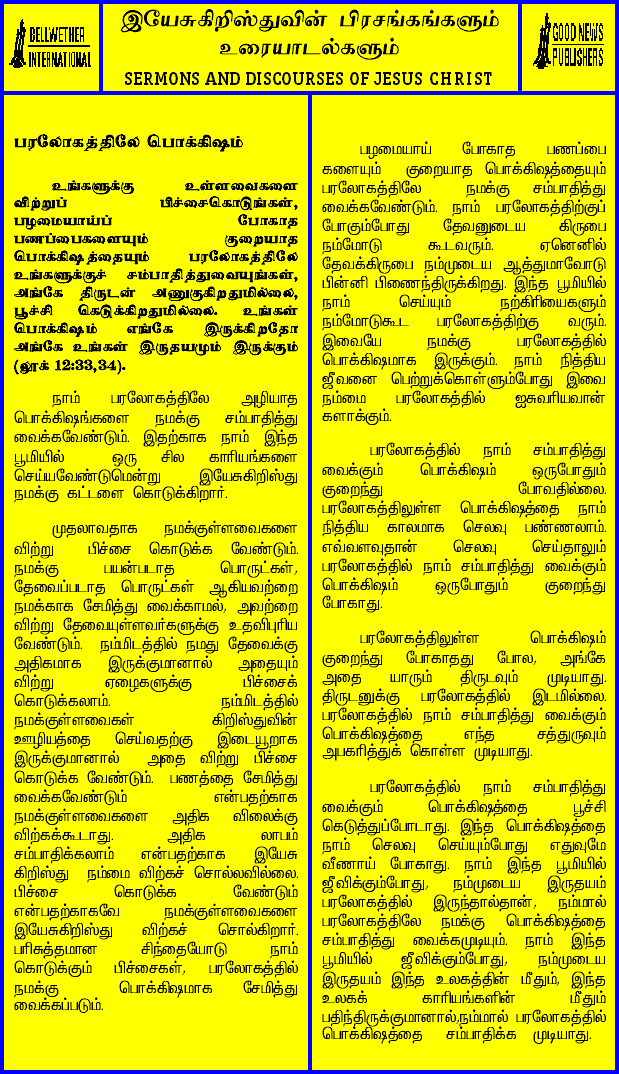 BELLWETHER
INTERNATIONAL
இயேசுகிறிஸ்துவின் பிரசங்கங்களும்
உரையாடல்களும்
SERMONS AND DISCOURSES OF JESUS CHRIST
GOOD NEWS
PUBLISHERS
பரலோகத்திலே பொக்கிஷம்
உங்களுக்கு உள்ளவைகளை
விற்றுப் பிச்சைகொடுங்கள்,
பழமையாய்ப் போகாத
பணப்பைகளையும் குறையாத
பொக்கிஷத்தையும் பரலோகத்திலே
உங்களுக்குச் சம்பாதித்துவையுங்கள்,
அங்கே திருடன் அணுகுகிறதுமில்லை,
பூச்சி கெடுக்கிறதுமில்லை. உங்கள்
பொக்கிஷம் எங்கே இருக்கிறதோ
அங்கே உங்கள் இருதயமும் இருக்கும்
(லூக் 12:33,34).
நாம் பரலோகத்திலே அழியாத
பொக்கிஷங்களை நமக்கு சம்பாதித்து
வைக்கவேண்டும். இதற்காக நாம் இந்த
பூமியில் ஒரு சில காரியங்களை
செய்யவேண்டுமென்று இயேசுகிறிஸ்து
நமக்கு கட்டளை கொடுக்கிறார்.
முதலாவதாக நமக்குள்ளவைகளை
விற்று பிச்சை கொடுக்க வேண்டும்.
நமக்கு பயன்படாத பொருட்கள்,
தேவைப்படாத பொருட்கள் ஆகியவற்றை
நமக்காக சேமித்து வைக்காமல், அவற்றை
விற்று தேவையுள்ளவர்களுக்கு உதவிபுரிய
வேண்டும். நம்மிடத்தில் நமது தேவைக்கு
அதிகமாக இருக்குமானால் அதையும்
விற்று ஏழைகளுக்கு பிச்சைக்
கொடுக்கலாம். நம்மிடத்தில்
நமக்குள்ளவைகள் கிறிஸ்துவின்
ஊழியத்தை செய்வதற்கு இடையூறாக
இருக்குமானால் அதை விற்று பிச்சை
கொடுக்க வேண்டும். பணத்தை சேமித்து
வைக்கவேண்டும் என்பதற்காக
நமக்குள்ளவைகளை அதிக விலைக்கு
விற்கக்கூடாது. அதிக லாபம்
சம்பாதிக்கலாம் என்பதற்காக இயேசு
கிறிஸ்து நம்மை விற்கச் சொல்லவில்லை.
பிச்சை கொடுக்க வேண்டும்
என்பதற்காகவே நமக்குள்ளவைகளை
இயேசுகிறிஸ்து விற்கச் சொல்கிறார்.
பரிசுத்தமான சிந்தையோடு நாம்
கொடுக்கும் பிச்சைகள், பரலோகத்தில்
நமக்கு பொக்கிஷமாக சேமித்து
வைக்கப்படும்.
பழமையாய் போகாத பணப்பை
களையும் குறையாத பொக்கிஷத்தையும்
பரலோகத்திலே நமக்கு சம்பாதித்து
வைக்கவேண்டும். நாம் பரலோகத்திற்குப்
போகும்போது தேவனுடைய கிருபை
நம்மோடு கூடவரும். ஏனெனில்
தேவக்கிருபை நம்முடைய ஆத்துமாவோடு
பின்னி பிணைந்திருக்கிறது. இந்த பூமியில்
நாம் செய்யும் நற்கிரியைகளும்
நம்மோடுகூட பரலோகத்திற்கு வரும்.
இவையே நமக்கு பரலோகத்தில்
பொக்கிஷமாக இருக்கும். நாம் நித்திய
ஜீவனை பெற்றுக்கொள்ளும்போது இவை
நம்மை பரலோகத்தில் ஐசுவரியவான்
களாக்கும்.
பரலோகத்தில் நாம் சம்பாதித்து
வைக்கும் பொக்கிஷம் ஒருபோதும்
குறைந்து போவதில்லை.
பரலோகத்திலுள்ள பொக்கிஷத்தை நாம்
நித்திய காலமாக செலவு பண்ணலாம்.
எவ்வளவுதான் செலவு செய்தாலும்
பரலோகத்தில் நாம் சம்பாதித்து வைக்கும்
பொக்கிஷம் ஒருபோதும் குறைந்து
போகாது.
பரலோகத்திலுள்ள பொக்கிஷம்
குறைந்து போகாதது போல, அங்கே
அதை யாரும் திருடவும் முடியாது.
திருடனுக்கு பரலோகத்தில் இடமில்லை.
பரலோகத்தில் நாம் சம்பாதித்து வைக்கும்
பொக்கிஷத்தை எந்த சத்துருவும்
அபகரித்துக் கொள்ள முடியாது.
பரலோகத்தில் நாம் சம்பாதித்து
வைக்கும் பொக்கிஷத்தை பூச்சி
கெடுத்துப்போடாது. இந்த பொக்கிஷத்தை
நாம் செலவு செய்யும்போது எதுவுமே
வீணாய் போகாது. நாம் இந்த பூமியில்
ஜீவிக்கும்போது, நம்முடைய இருதயம்
பரலோகத்தில் இருந்தால்தான், நம்மால்
பரலோகத்திலே நமக்கு பொக்கிஷத்தை
சம்பாதித்து வைக்கமுடியும். நாம் இந்த
பூமியில் ஜீவிக்கும்போது, நம்முடைய
இருதயம் இந்த உலகத்தின் மீதும், இந்த
உலகக் காரியங்களின் மீதும்
பதிந்திருக்குமானால்,நம்மால் பரலோகத்தில்
பொக்கிஷத்தை சம்பாதிக்க முடியாது.